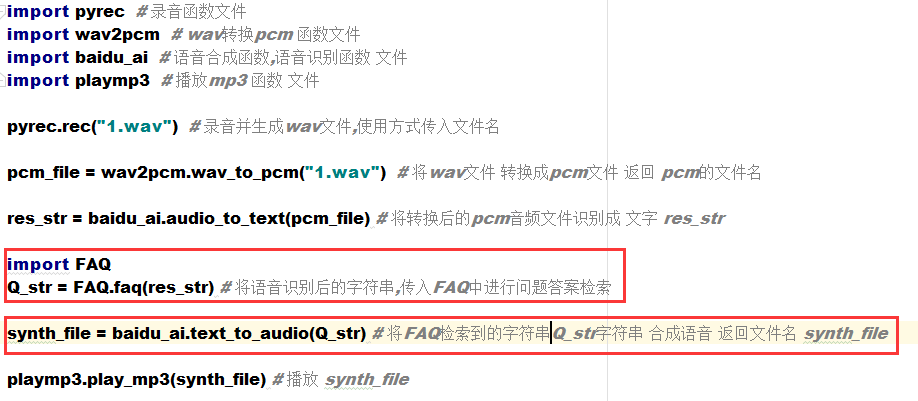 import pyrec  # 录音函数文件
import wav2pcm  # wav转换pcm 函数文件
import baidu_ai  # 语音合成函数,语音识别函数 文件
import playmp3  # 播放mp3 函数 文件
pyrec.rec("1.wav")  # 录音并生成wav文件,使用方式传入文件名
pcm_file = wav2pcm.wav_to_pcm("1.wav")  # 将wav文件 转换成pcm文件 返回 pcm的文件名
res_str = baidu_ai.audio_to_text(pcm_file) # 将转换后的pcm音频文件识别成 文字 res_str
import FAQ
Q_str = FAQ.faq(res_str) # 将语音识别后的字符串,传入FAQ中进行问题答案检索
synth_file = baidu_ai.text_to_audio(Q_str) # 将FAQ检索到的字符串Q_str字符串 合成语音 返回文件名 synth_file
playmp3.play_mp3(synth_file) # 播放 synth_file